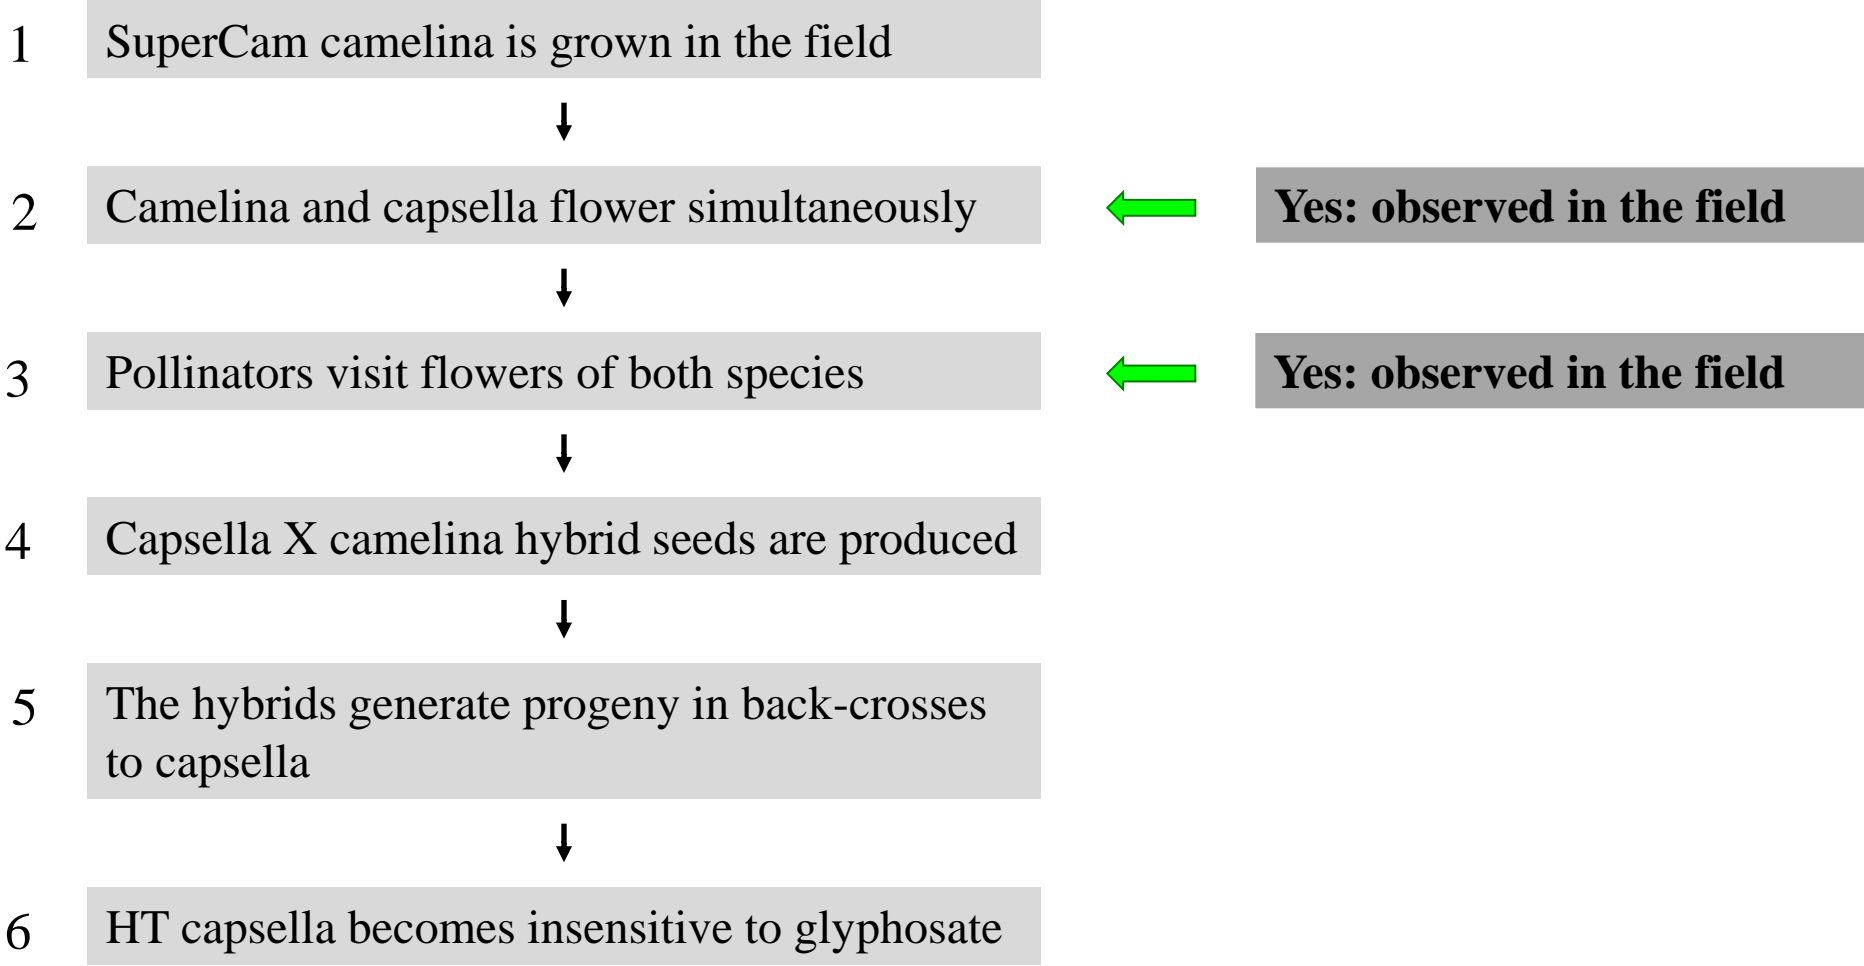 1 SuperCam camelina is grown in the field
2 Camelina and capsella flower simultaneously Yes: observed in the field
3 Pollinators visit flowers of both species Yes: observed in the field
4 Capsella X camelina hybrid seeds are produced
5 The hybrids generate progeny in back-crosses
to capsella
6 HT capsella becomes insensitive to glyphosate